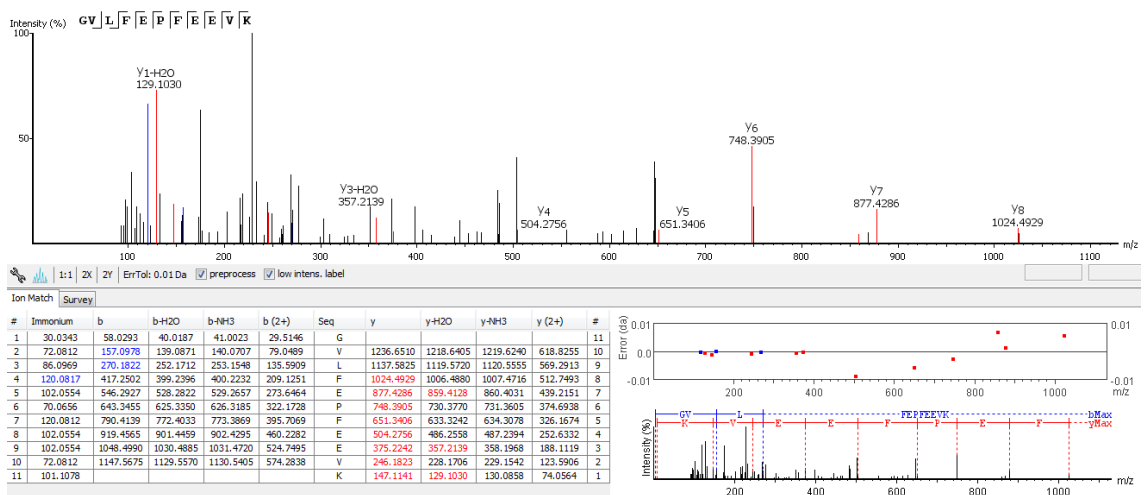 Intensity (%) GV L F E P F E E V K
100
50
y1-H2O
129.1030
y3-H2O
357.2139
y4
504.2756
y5
651.3406
y6
748.3905
y7
877.4286
y8
1024.4929
100 200 300 400 500 600 700 800 900 1000 1100 m/z
1:1 2X 2Y ErrTol: 0.01 Da preprocess low intens. label
Ion Match Survey
# Immonium b b-H2O b-NH3 b (2+) Seq y y-H2O y-NH3 y (2+) #
1 30.0343 58.0293 40.0187 41.0023 29.5146 G 11
2 72.0812 157.0978 139.0871 140.0707 79.0489 V 1236.6510 1218.6405 1219.6240 618.8255 10
3 86.0969 270.1822 252.1712 253.1548 135.5909 L 1137.5825 1119.5720 1120.5555 569.2913 9
4 120.0817 417.2502 399.2396 400.2232 209.1251 F 1024.4929 1006.4880 1007.4716 512.7493 8
5 102.0554 546.2927 528.2822 529.2657 273.6464 E 877.4286 859.4128 860.4031 439.2151 7
6 70.0656 643.3455 625.3350 626.3185 322.1728 P 748.3905 730.3770 731.3605 374.6938 6
7 120.0812 790.4139 772.4033 773.3869 395.7069 F 651.3406 633.3242 634.3078 326.1674 5
8 102.0554 919.4565 901.4459 902.4295 460.2282 E 504.2756 486.2558 487.2394 252.6332 4
9 102.0554 1048.4990 1030.4885 1031.4720 524.7495 E 375.2242 357.2139 358.1968 188.1119 3
10 72.0812 1147.5675 1129.5570 1130.5405 574.2838 V 246.1823 228.1706 229.1542 123.5906 2
11 101.1078 K 147.1141 129.1030 130.0858 74.0564 1
Error (da)
0.01 0.01
0.0
-0.01 -0.01
200 400 600 800 1000 m/z
GV L FEPFEEVK bMax
K V E E F P E F yMax
Intensity (%)
200 400 600 800 1000 m/z